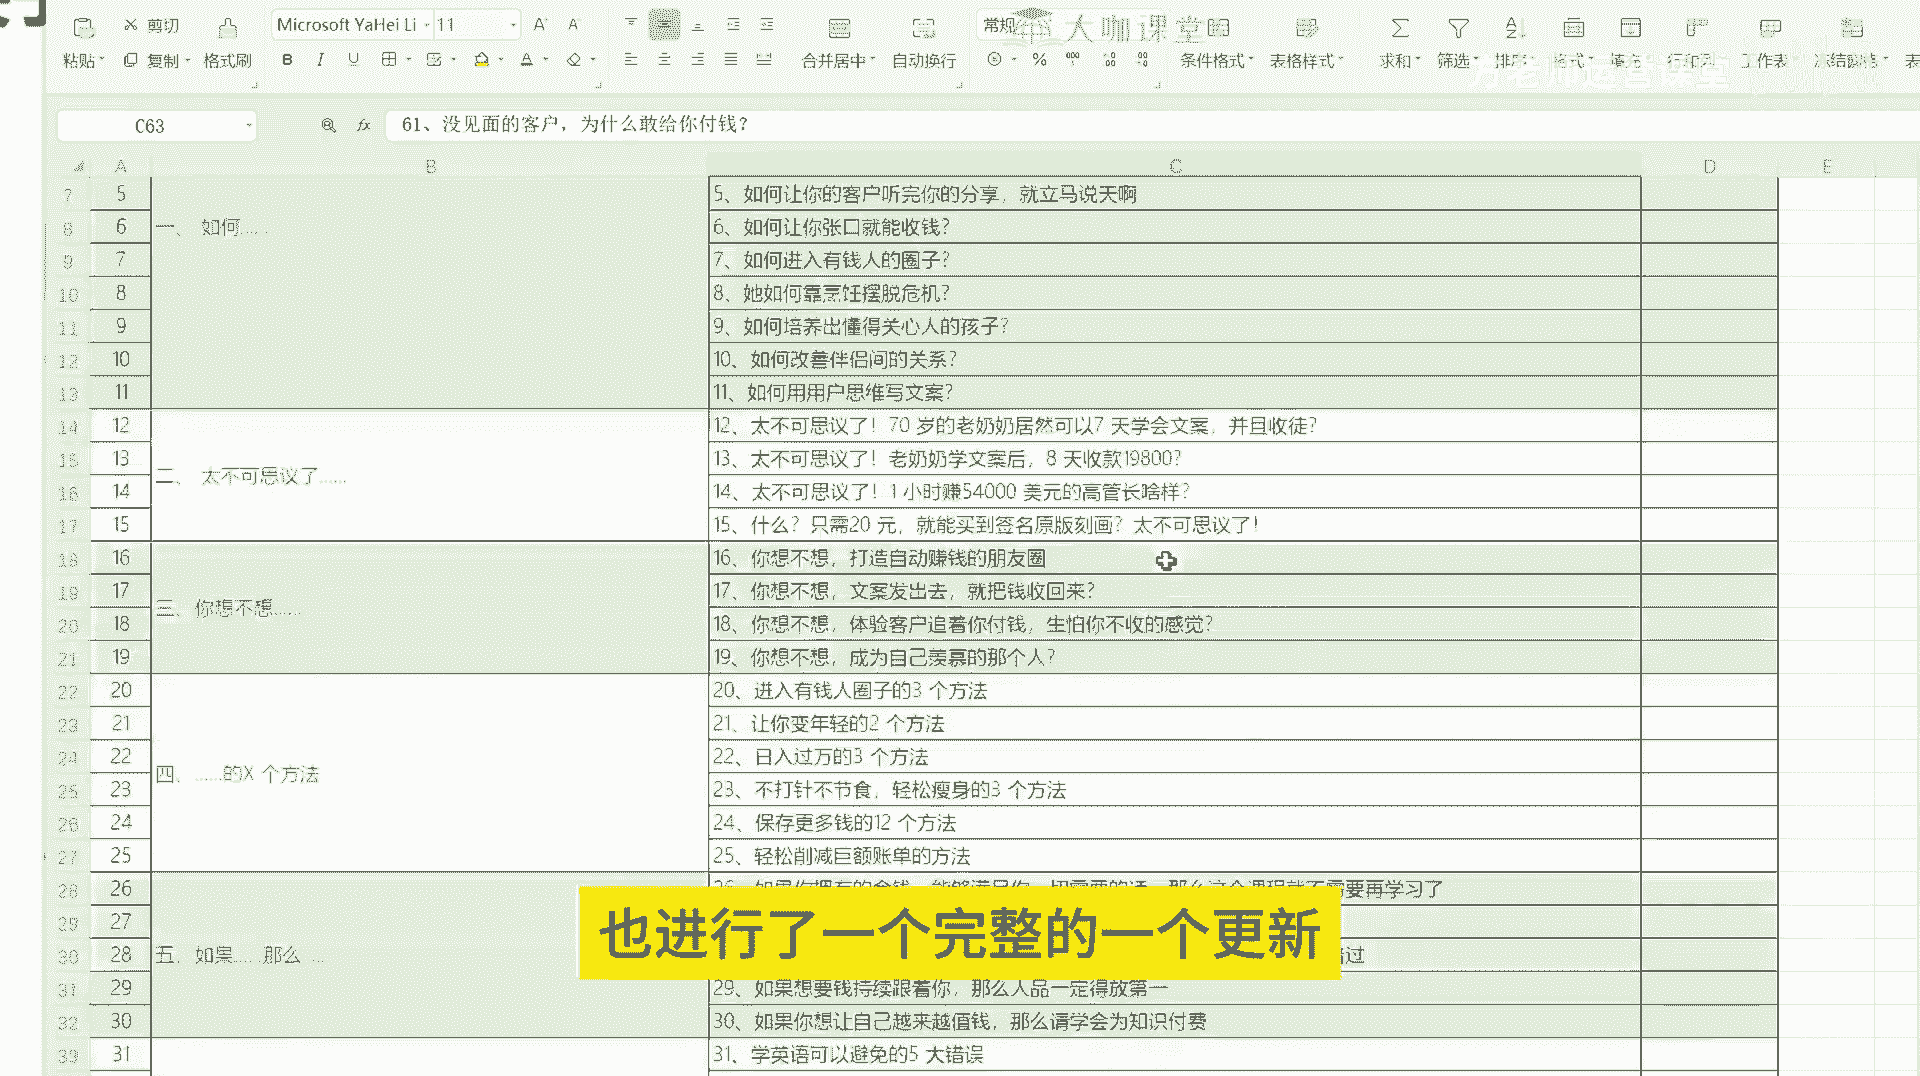 剪切 Microsoft YaHei Li 11 A⁺ A⁻ 常规 大咖课堂
粘贴 复制 格式刷 B I U A 合并居中 自动换行 % 条件格式 表格样式 求和 筛选 排序 格式 填充 行和列 工作表 冻结窗格 表
万老师运营课堂
C63 fx 61、没见面的客户，为什么敢给你付钱？
A B C D E
7 5 5、如何让你的客户听完你的分享，就立马说天啊
8 6 一、 如何…… 6、如何让你张口就能收钱？
9 7 7、如何进入有钱人的圈子？
10 8 8、她如何靠烹饪摆脱危机？
11 9 9、如何培养出懂得关心人的孩子？
12 10 10、如何改善伴侣间的关系？
13 11 11、如何用用户思维写文案？
14 12 12、太不可思议了！70 岁的老奶奶居然可以7 天学会文案，并且收徒？
15 13 二、 太不可思议了…… 13、太不可思议了！老奶奶学文案后，8 天收款19800？
16 14 14、太不可思议了！1 小时赚54000 美元的高管长啥样？
17 15 15、什么？只需20 元，就能买到签名原版刻画？太不可思议了！
18 16 16、你想不想，打造自动赚钱的朋友圈
19 17 三、你想不想…… 17、你想不想，文案发出去，就把钱收回来？
20 18 18、你想不想，体验客户追着你付钱，生怕你不收的感觉？
21 19 19、你想不想，成为自己羡慕的那个人？
22 20 20、进入有钱人圈子的3 个方法
23 21 21、让你变年轻的2 个方法
24 22 四、……的X 个方法 22、日入过万的3 个方法
25 23 23、不打针不节食，轻松瘦身的3 个方法
26 24 24、保存更多钱的12 个方法
27 25 25、轻松削减巨额账单的方法
28 26 需要再学习了
29 27
30 28 五、如果……那么 … 过
也进行了一个完整的一个更新
31 29 29、如果想要钱持续跟着你，那么人品一定得放第一
32 30 30、如果你想让自己越来越值钱，那么请学会为知识付费
33 31 31、学英语可以避免的5 大错误